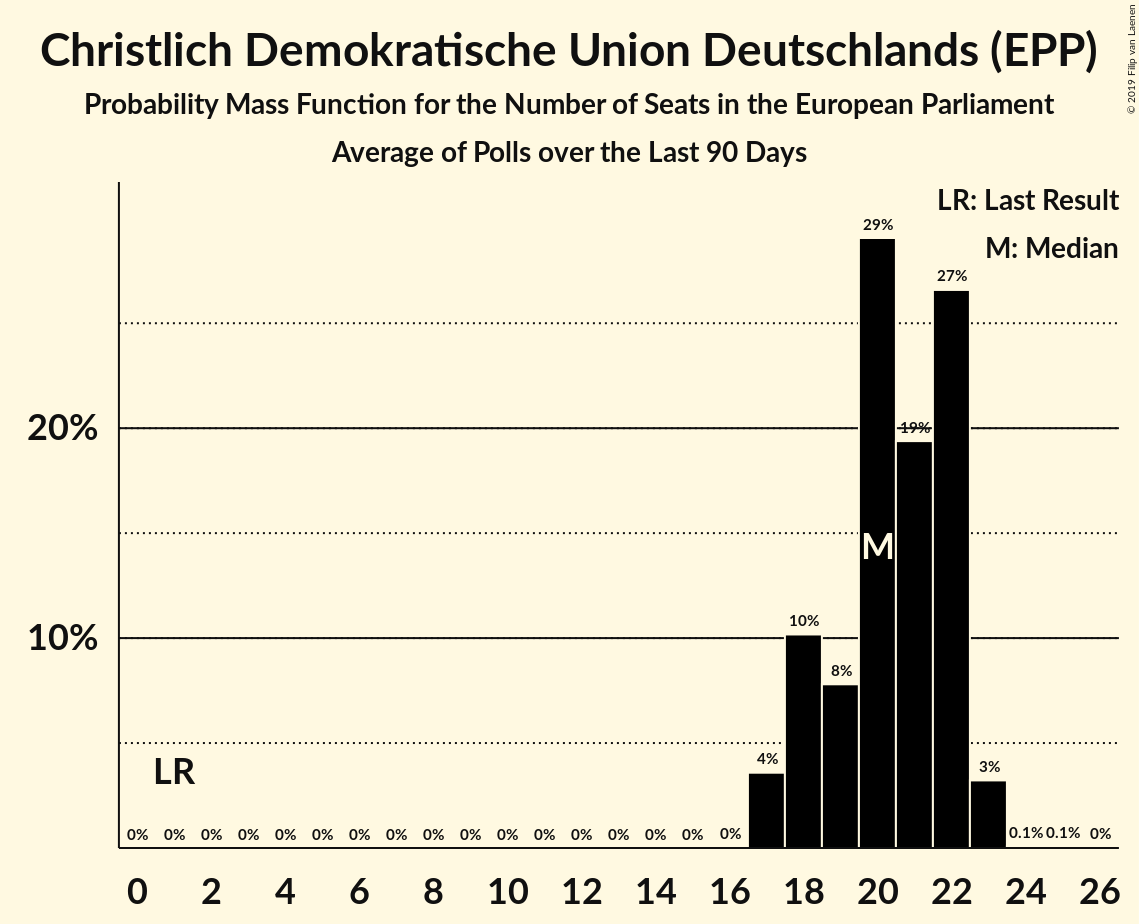 Christlich Demokratische Union Deutschlands (EPP)
Probability Mass Function for the Number of Seats in the European Parliament
Average of Polls over the Last 90 Days
© 2019 Filip van Laenen
LR: Last Result
M: Median
29%
27%
20%
19%
M
10%
10%
8%
4%
3%
LR
0% 0% 0% 0% 0% 0% 0% 0% 0% 0% 0% 0% 0% 0% 0% 0% 0% 0.1% 0.1% 0%
0 2 4 6 8 10 12 14 16 18 20 22 24 26